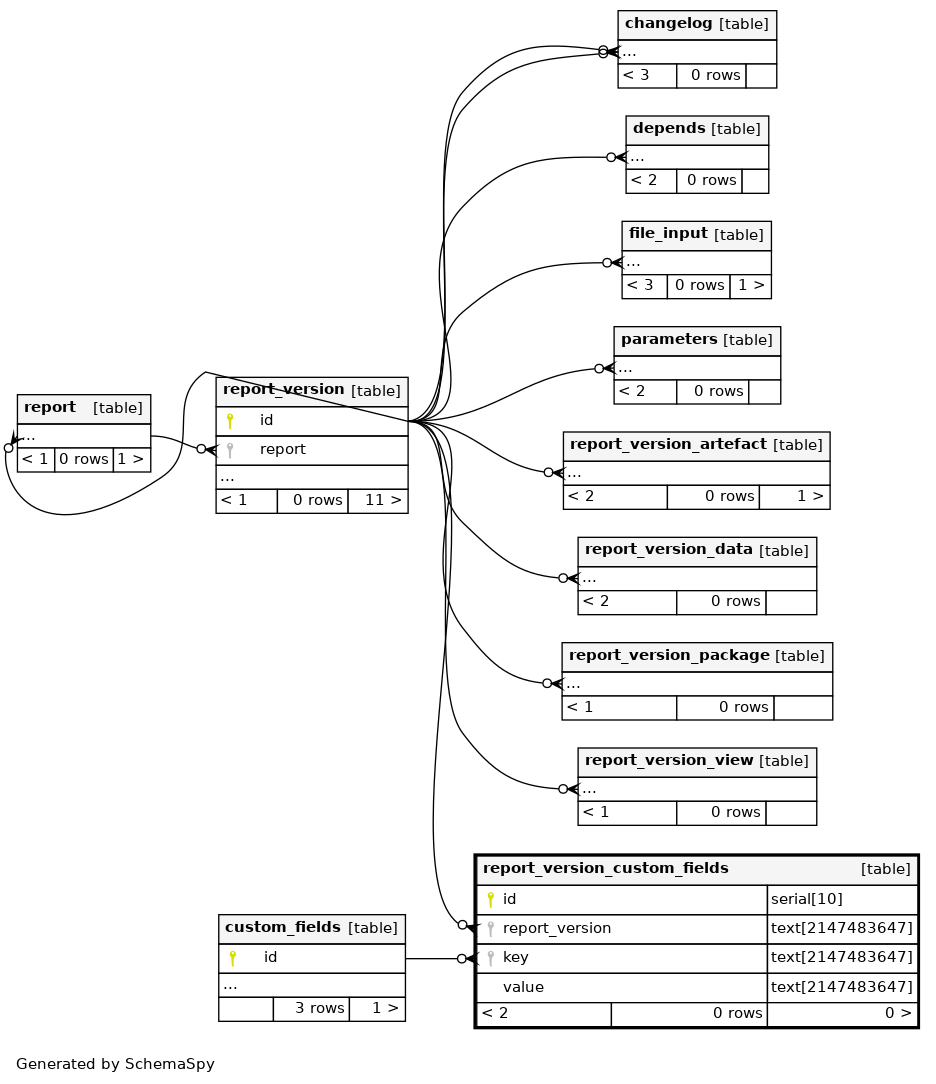 changelog [table]
...
< 3 0 rows
depends [table]
...
< 2 0 rows
file_input [table]
...
< 3 0 rows 1 >
parameters [table]
...
< 2 0 rows
report [table]
...
< 1 0 rows 1 >
report_version [table]
id
report
...
< 1 0 rows 11 >
report_version_artefact [table]
...
< 2 0 rows 1 >
report_version_data [table]
...
< 2 0 rows
report_version_package [table]
...
< 1 0 rows
report_version_view [table]
...
< 1 0 rows
report_version_custom_fields [table]
id serial[10]
report_version text[2147483647]
key text[2147483647]
value text[2147483647]
< 2 0 rows 0 >
custom_fields [table]
id
...
3 rows 1 >
Generated by SchemaSpy